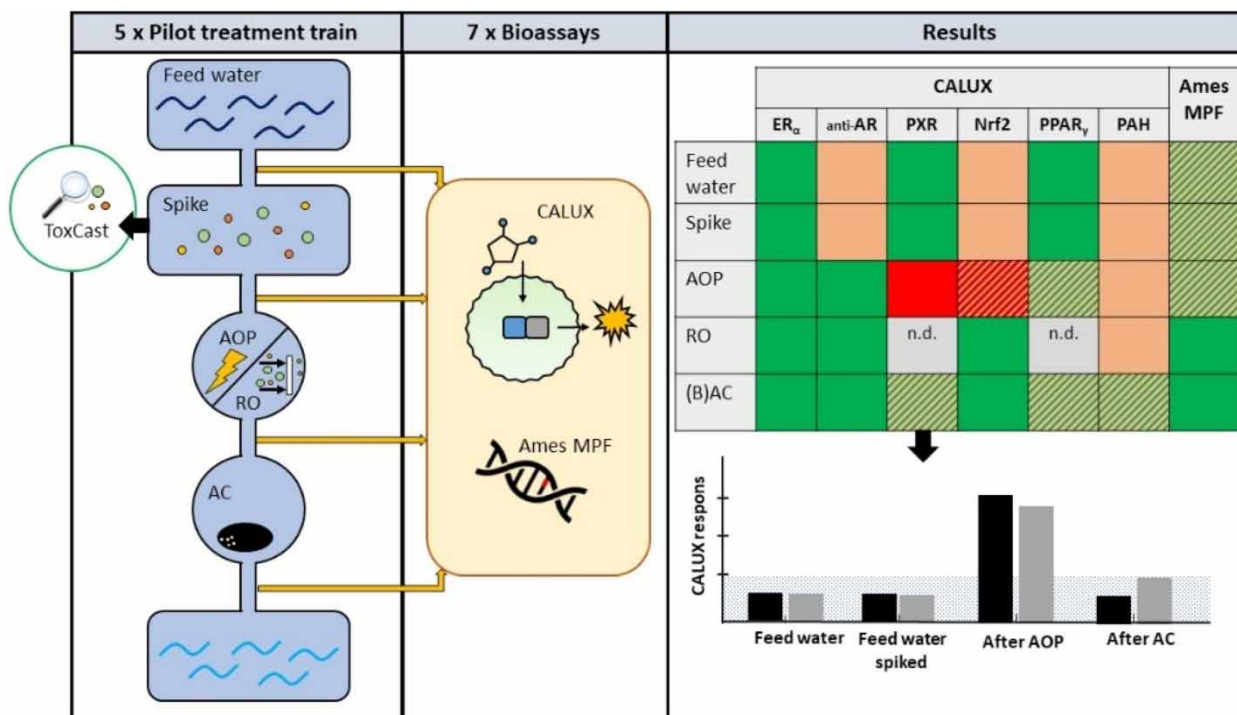 5 x Pilot treatment train
7 x Bioassays
Results
Feed water
Spike
ToxCast
AOP
RO
AC
CALUX
Ames MPF
CALUX
Ames
MPF
ERα
anti-AR
PXR
Nrf2
PPARγ
PAH
Feed
water
Spike
AOP
RO
n.d.
n.d.
(B)AC
CALUX respons
Feed water
Feed water
spiked
After AOP
After AC